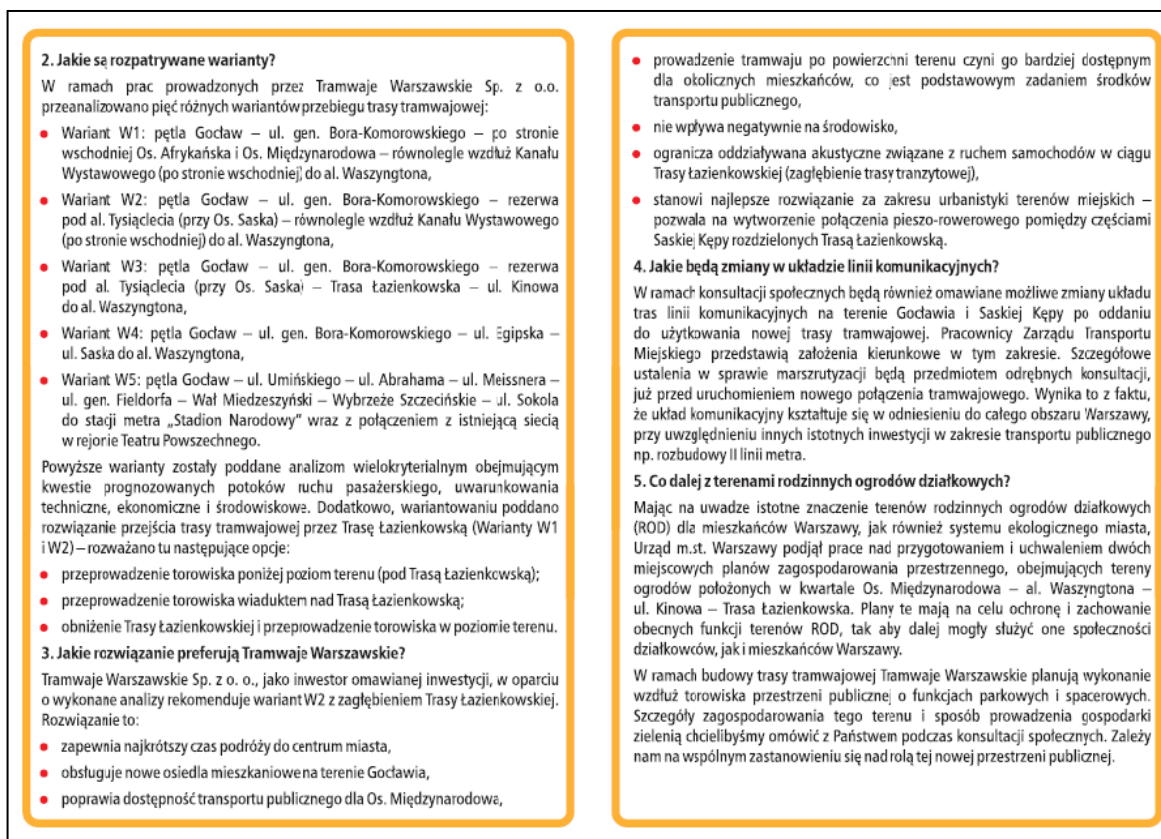 2. Jakie są rozpatrywane warianty?
W ramach prac prowadzonych przez Tramwaje Warszawskie Sp. z o.o.
przeanalizowano pięć różnych wariantów przebiegu trasy tramwajowej:
• Wariant W1: pętla Gocław – ul. gen. Bora-Komorowskiego – po stronie
wschodniej Os. Afrykańska i Os. Międzynarodowa – równolegle wzdłuż Kanału
Wystawowego (po stronie wschodniej) do al. Waszyngtona,
• Wariant W2: pętla Gocław – ul. gen. Bora-Komorowskiego – rezerwa
pod al. Tysiąclecia (przy Os. Saska) – równolegle wzdłuż Kanału Wystawowego
(po stronie wschodniej) do al. Waszyngtona,
• Wariant W3: pętla Gocław – ul. gen. Bora-Komorowskiego – rezerwa
pod al. Tysiąclecia (przy Os. Saska) – Trasa Łazienkowska – ul. Kinowa
do al. Waszyngtona,
• Wariant W4: pętla Gocław – ul. gen. Bora-Komorowskiego – ul. Egipska –
ul. Saska do al. Waszyngtona,
• Wariant W5: pętla Gocław – ul. Umińskiego – ul. Abrahama – ul. Meissnera –
ul. gen. Fieldorfa – Wał Miedzeszyński – Wybrzeże Szczecińskie – ul. Sokola
do stacji metra „Stadion Narodowy” wraz z połączeniem z istniejącą siecią
w rejonie Teatru Powszechnego.
Powyższe warianty zostały poddane analizom wielokryterialnym obejmującym
kwestie prognozowanych potoków ruchu pasażerskiego, uwarunkowania
techniczne, ekonomiczne i środowiskowe. Dodatkowo, wariantowaniu poddano
rozwiązanie przejścia trasy tramwajowej przez Trasę Łazienkowską (Warianty W1
i W2) – rozważano tu następujące opcje:
• przeprowadzenie torowiska poniżej poziom terenu (pod Trasą Łazienkowską);
• przeprowadzenie torowiska wiaduktem nad Trasą Łazienkowską;
• obniżenie Trasy Łazienkowskiej i przeprowadzenie torowiska w poziomie terenu.
3. Jakie rozwiązanie preferują Tramwaje Warszawskie?
Tramwaje Warszawskie Sp. z o. o., jako inwestor omawianej inwestycji, w oparciu
o wykonane analizy rekomenduje wariant W2 z zagłębieniem Trasy Łazienkowskiej.
Rozwiązanie to:
• zapewnia najkrótszy czas podróży do centrum miasta,
• obsługuje nowe osiedla mieszkaniowe na terenie Gocławia,
• poprawia dostępność transportu publicznego dla Os. Międzynarodowa,
• prowadzenie tramwaju po powierzchni terenu czyni go bardziej dostępnym
dla okolicznych mieszkańców, co jest podstawowym zadaniem środków
transportu publicznego,
• nie wpływa negatywnie na środowisko,
• ogranicza oddziaływana akustyczne związane z ruchem samochodów w ciągu
Trasy Łazienkowskiej (zagłębienie trasy tranzytowej),
• stanowi najlepsze rozwiązanie za zakresu urbanistyki terenów miejskich –
pozwala na wytworzenie połączenia pieszo-rowerowego pomiędzy częściami
Saskiej Kępy rozdzielonych Trasą Łazienkowską.
4. Jakie będą zmiany w układzie linii komunikacyjnych?
W ramach konsultacji społecznych będą również omawiane możliwe zmiany układu
tras linii komunikacyjnych na terenie Gocławia i Saskiej Kępy po oddaniu
do użytkowania nowej trasy tramwajowej. Pracownicy Zarządu Transportu
Miejskiego przedstawią założenia kierunkowe w tym zakresie. Szczegółowe
ustalenia w sprawie marszrutyzacji będą przedmiotem odrębnych konsultacji,
już przed uruchomieniem nowego połączenia tramwajowego. Wynika to z faktu,
że układ komunikacyjny kształtuje się w odniesieniu do całego obszaru Warszawy,
przy uwzględnieniu innych istotnych inwestycji w zakresie transportu publicznego
np. rozbudowy II linii metra.
5. Co dalej z terenami rodzinnych ogrodów działkowych?
Mając na uwadze istotne znaczenie terenów rodzinnych ogrodów działkowych
(ROD) dla mieszkańców Warszawy, jak również systemu ekologicznego miasta,
Urząd m.st. Warszawy podjął prace nad przygotowaniem i uchwaleniem dwóch
miejscowych planów zagospodarowania przestrzennego, obejmujących tereny
ogrodów położonych w kwartale Os. Międzynarodowa – al. Waszyngtona –
ul. Kinowa – Trasa Łazienkowska. Plany te mają na celu ochronę i zachowanie
obecnych funkcji terenów ROD, tak aby dalej mogły służyć one społeczności
działkowców, jak i mieszkańców Warszawy.
W ramach budowy trasy tramwajowej Tramwaje Warszawskie planują wykonanie
wzdłuż torowiska przestrzeni publicznej o funkcjach parkowych i spacerowych.
Szczegóły zagospodarowania tego terenu i sposób prowadzenia gospodarki
zielenią chcielibyśmy omówić z Państwem podczas konsultacji społecznych. Zależy
nam na wspólnym zastanowieniu się nad rolą tej nowej przestrzeni publicznej.